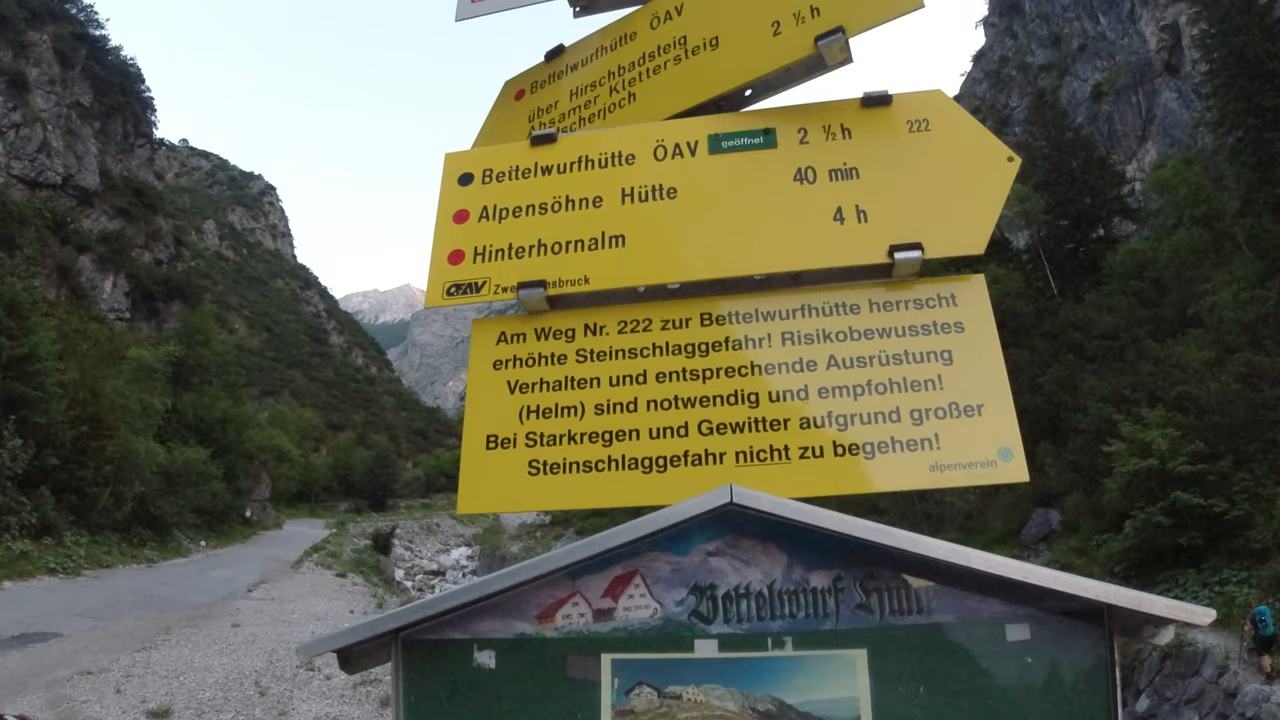 Bettelwurfhütte ÖAV 2 ½ h
über Hirschbadsteig
Absamer Klettersteig
Bettelwurfhütte ÖAV geöffnet 2 ½ h 222
Alpensöhne Hütte 40 min
Hinterhornalm 4 h
ÖAV
Am Weg Nr. 222 zur Bettelwurfhütte herrscht
erhöhte Steinschlaggefahr! Risikobewusstes
Verhalten und entsprechende Ausrüstung
(Helm) sind notwendig und empfohlen!
Bei Starkregen und Gewitter aufgrund großer
Steinschlaggefahr nicht zu begehen!
alpenverein
Bettelwurf Hütte